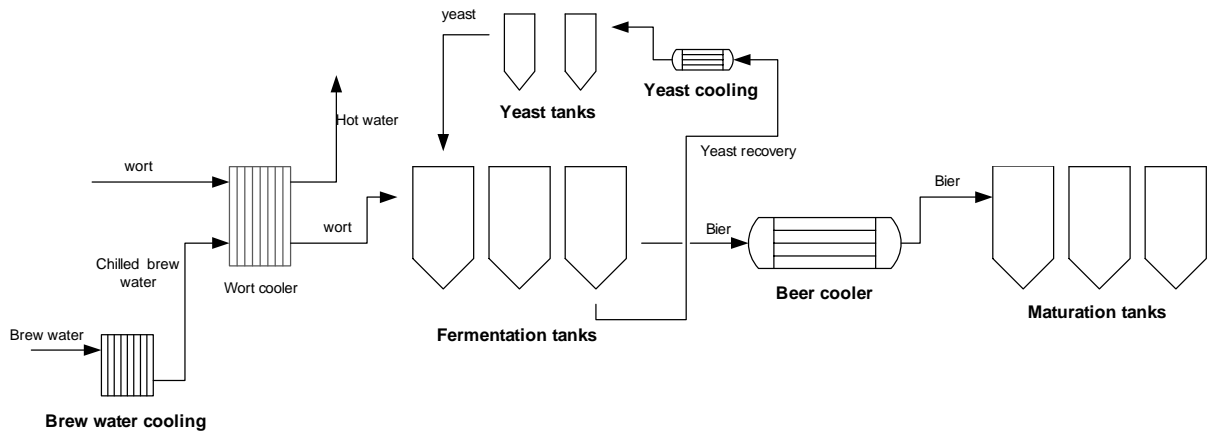 yeast
Yeast tanks
Yeast cooling
Hot water
Yeast recovery
wort
wort
Bier
Bier
Chilled brew
water
Wort cooler
Beer cooler
Maturation tanks
Fermentation tanks
Brew water
Brew water cooling